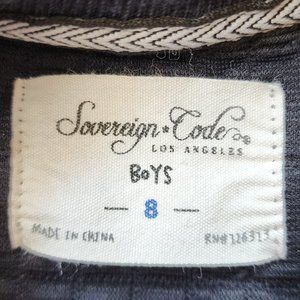 Sovereign * Code
LOS ANGELES
BOYS
8
MADE IN CHINA
RN# 126313